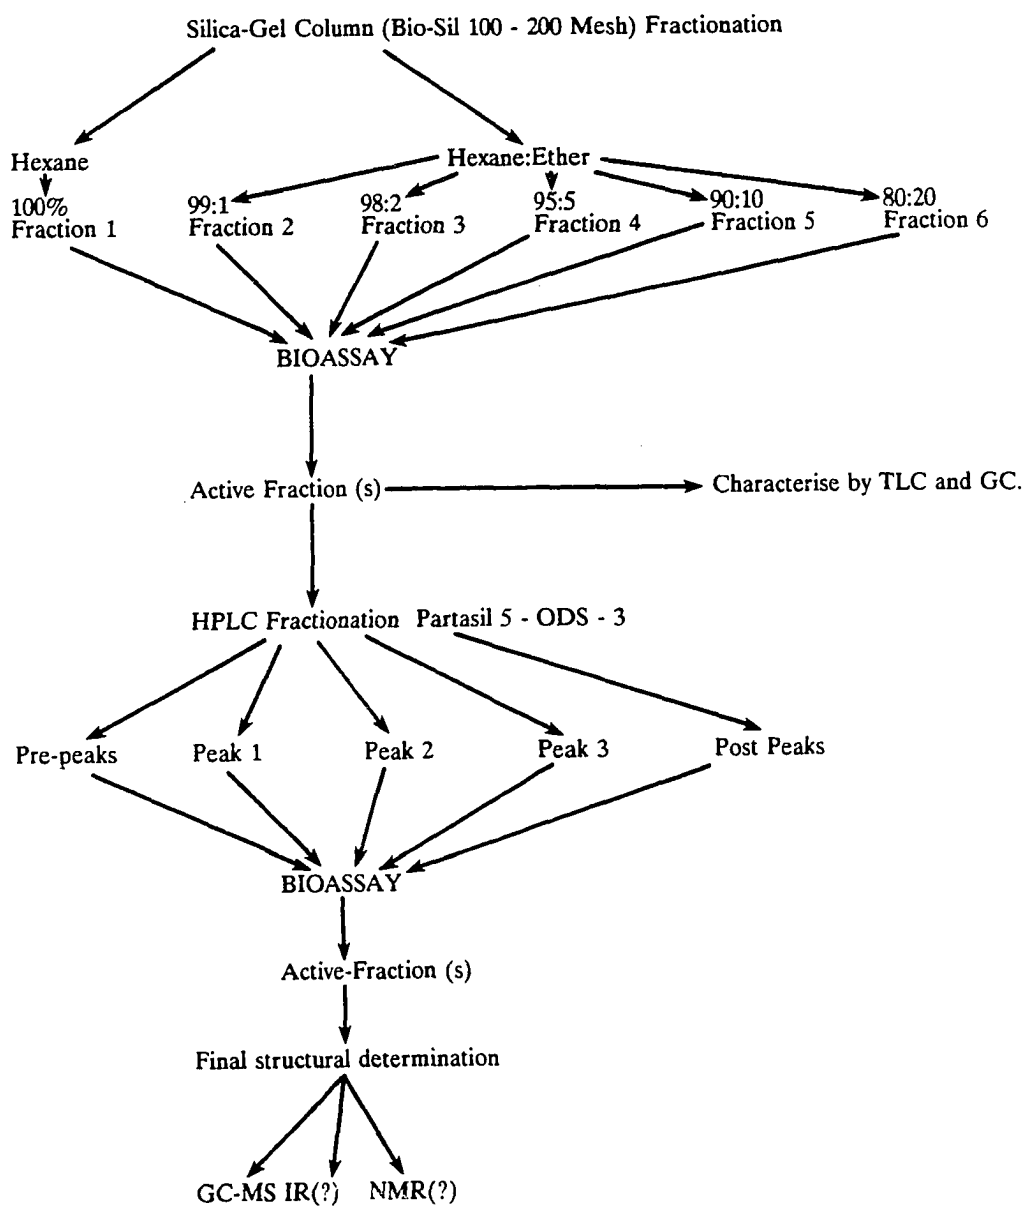 Silica-Gel Column (Bio-Sil 100 - 200 Mesh) Fractionation
Hexane
Hexane:Ether
100%
Fraction 1
99:1
Fraction 2
98:2
Fraction 3
95:5
Fraction 4
90:10
Fraction 5
80:20
Fraction 6
BIOASSAY
Active Fraction (s)
Characterise by TLC and GC.
HPLC Fractionation Partasil 5 - ODS - 3
Pre-peaks
Peak 1
Peak 2
Peak 3
Post Peaks
BIOASSAY
Active-Fraction (s)
Final structural determination
GC-MS IR(?) NMR(?)